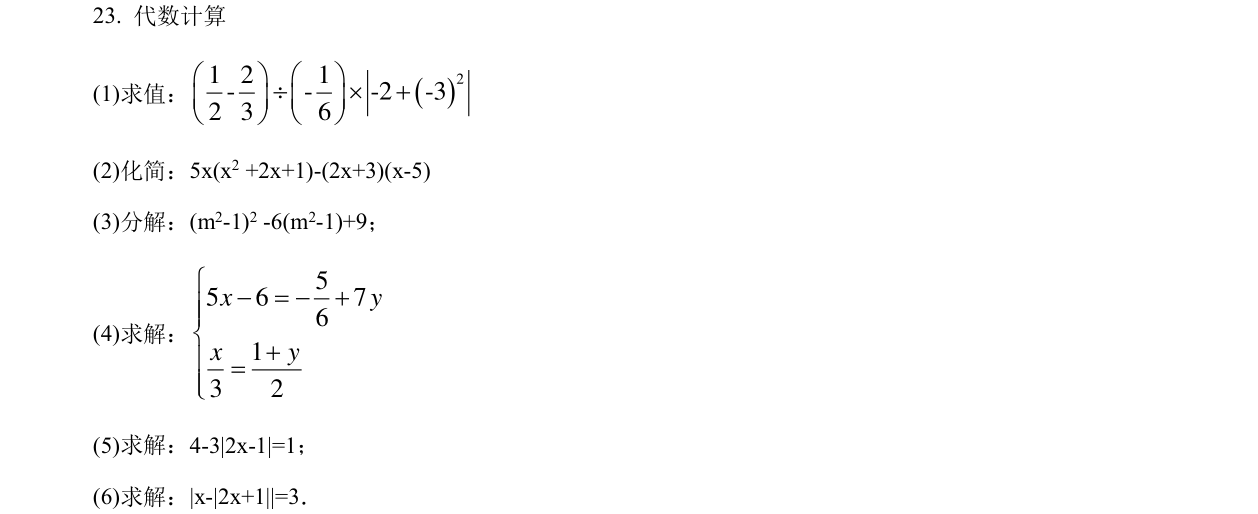 23. 代数计算
(1)求值：(1/2-2/3)÷(-1/6)×|-2+(-3)²|
(2)化简：5x(x² +2x+1)-(2x+3)(x-5)
(3)分解：(m²-1)² -6(m²-1)+9；
(4)求解：{5x−6=−5/6+7y
x/3=(1+y)/2
(5)求解：4-3|2x-1|=1；
(6)求解：|x-|2x+1||=3．